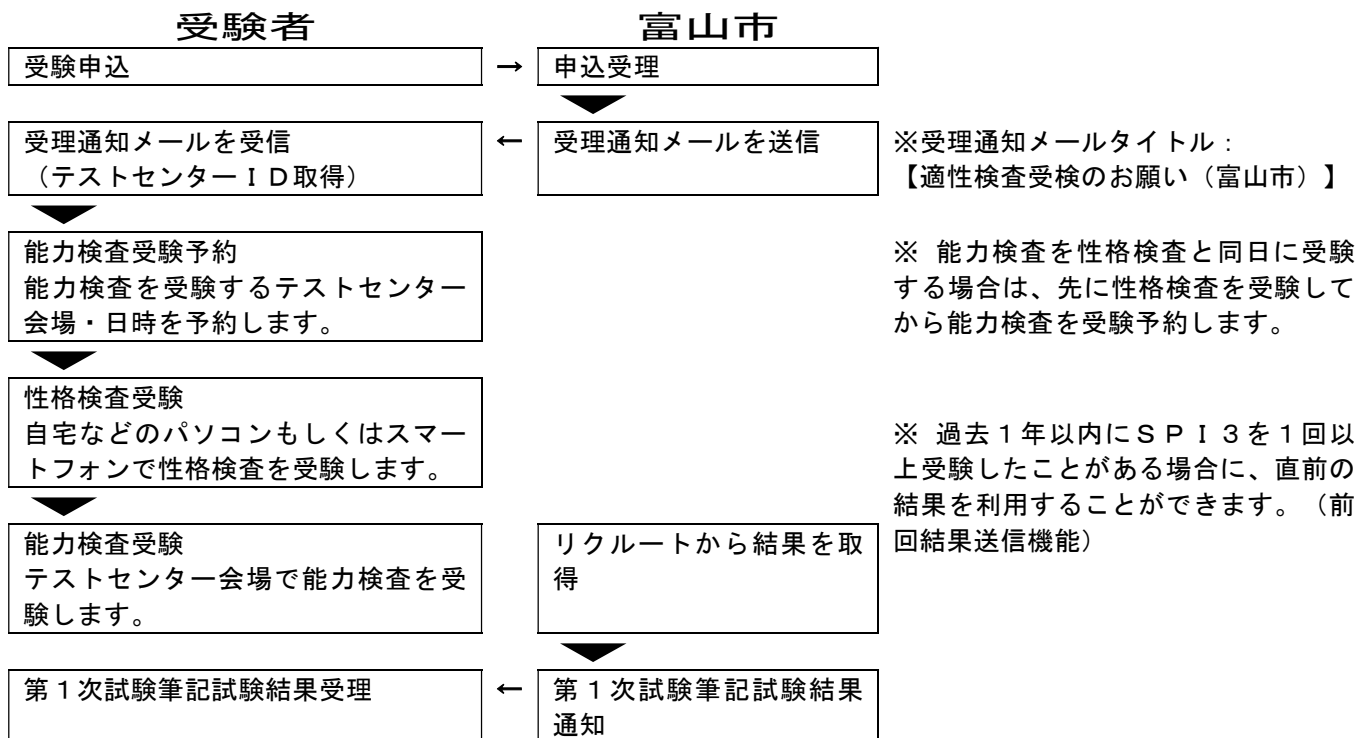 受験者　富山市
受験申込　→　申込受理
受理通知メールを受信　←　受理通知メールを送信　※受理通知メールタイトル：
（テストセンターＩＤ取得）　【適性検査受検のお願い（富山市）】
能力検査受験予約　※ 能力検査を性格検査と同日に受験
能力検査を受験するテストセンター　する場合は、先に性格検査を受験して
会場・日時を予約します。　から能力検査を受験予約します。
性格検査受験
自宅などのパソコンもしくはスマー　※ 過去１年以内にＳＰＩ３を１回以
トフォンで性格検査を受験します。　上受験したことがある場合に、直前の
結果を利用することができます。（前
能力検査受験　リクルートから結果を取　回結果送信機能）
テストセンター会場で能力検査を受　得
験します。
第１次試験筆記試験結果受理　←　第１次試験筆記試験結果
通知